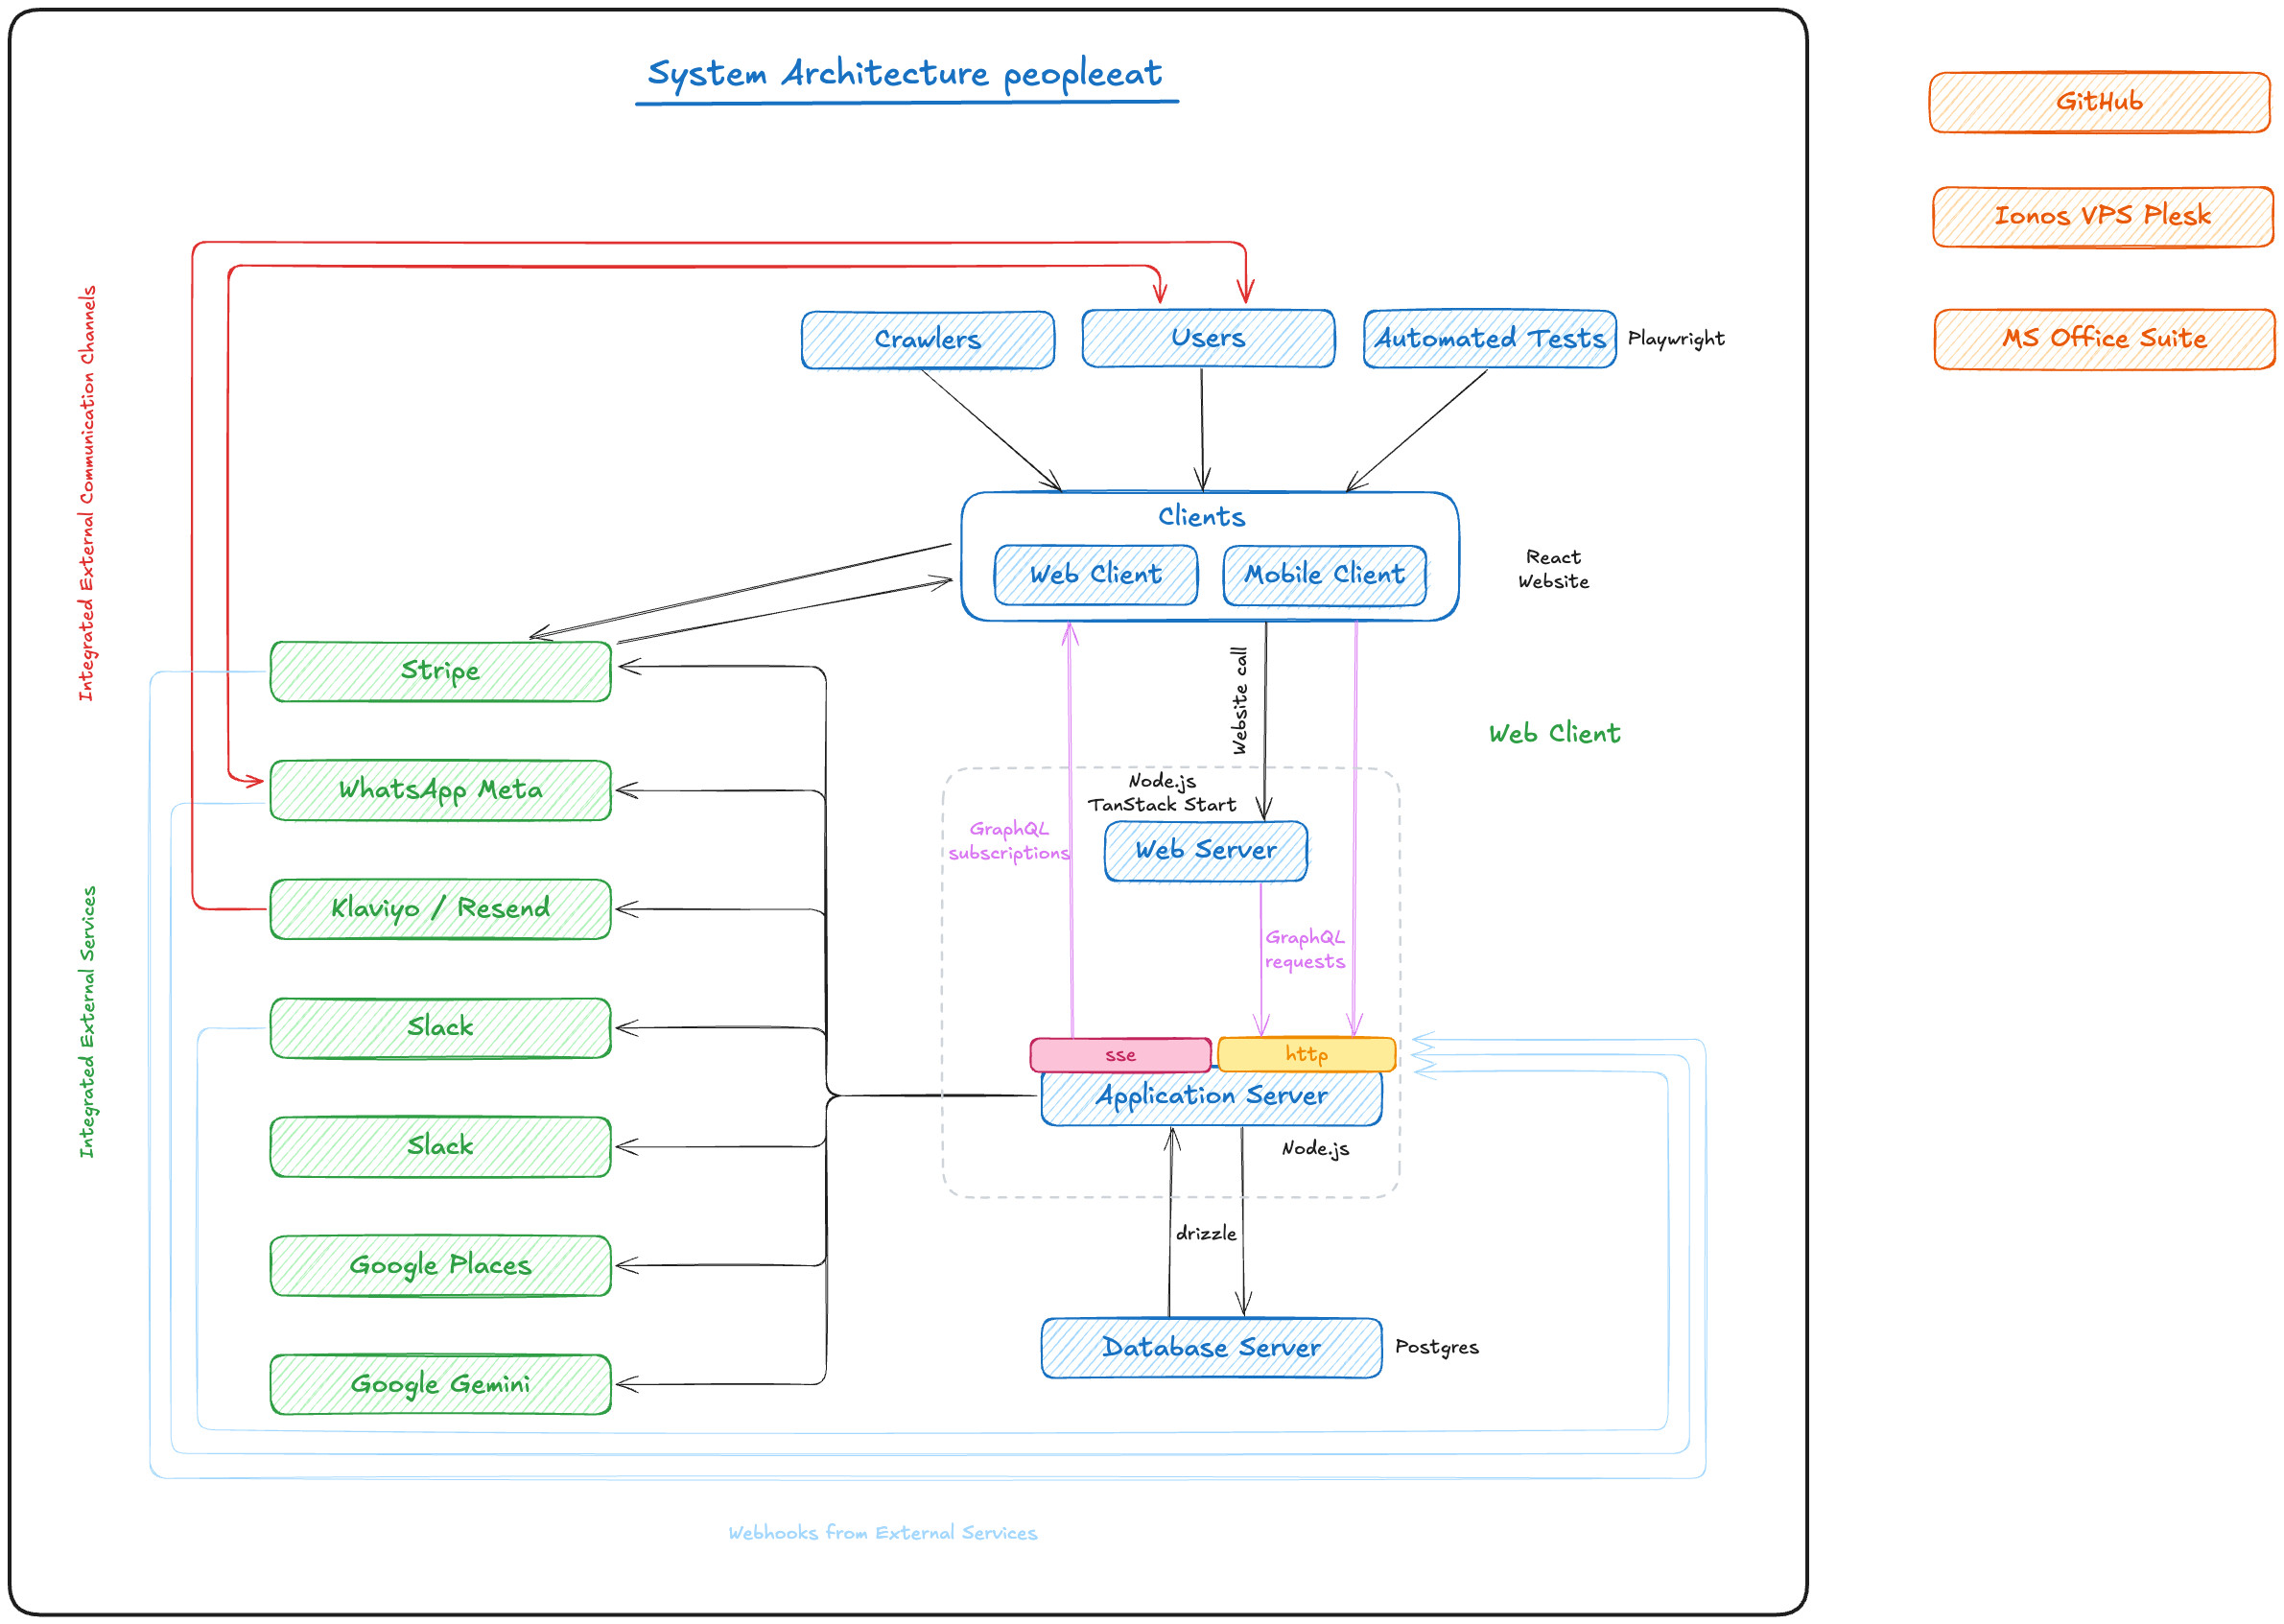 System Architecture peopleeat
GitHub
Ionos VPS Plesk
MS Office Suite
Integrated External Communication Channels
Crawlers
Users
Automated Tests
Playwright
Clients
Web Client
Mobile Client
React
Website
Stripe
Website call
Web Client
WhatsApp Meta
Node.js
TanStack Start
GraphQL
subscriptions
Web Server
Klaviyo / Resend
GraphQL
requests
Integrated External Services
Slack
sse
http
Application Server
Slack
Node.js
drizzle
Google Places
Database Server
Postgres
Google Gemini
Webhooks from External Services